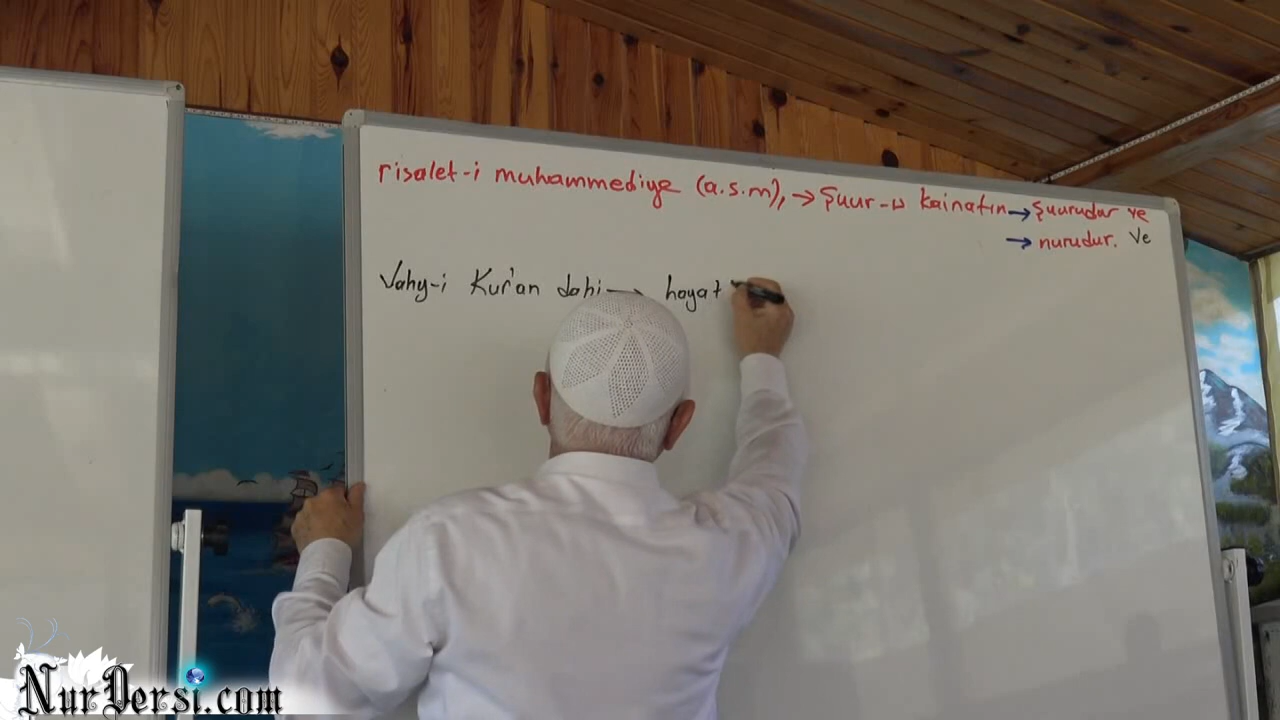 risalet-i muhammediye (a.s.m), → Şuur-u kainatın → şuurudur ve
→ nurudur. Ve
Vahy-i Kur'an dahi → hayat
NurDersi.com